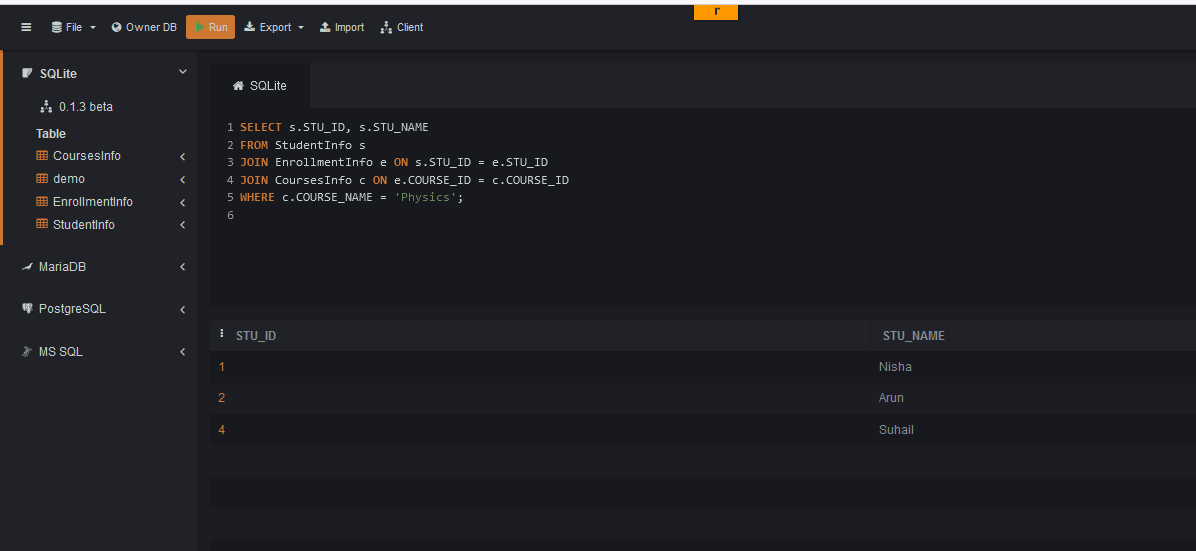 r
File
Owner DB
Run
Export
Import
Client
SQLite
0.1.3 beta
Table
CoursesInfo
demo
EnrollmentInfo
StudentInfo
MariaDB
PostgreSQL
MS SQL
SQLite
1 SELECT s.STU_ID, s.STU_NAME
2 FROM StudentInfo s
3 JOIN EnrollmentInfo e ON s.STU_ID = e.STU_ID
4 JOIN CoursesInfo c ON e.COURSE_ID = c.COURSE_ID
5 WHERE c.COURSE_NAME = 'Physics';
6
STU_ID STU_NAME
1 Nisha
2 Arun
4 Suhail